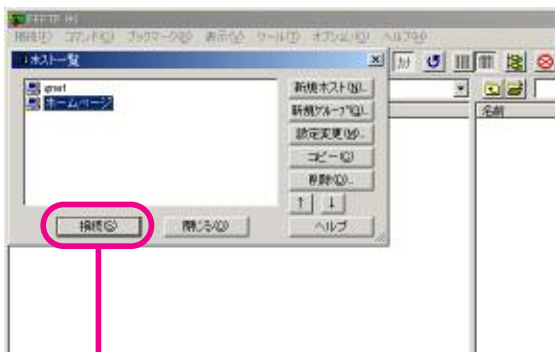 FFFTP (*)
接続(F) コマンド(C) ブックマーク(B) 表示(V) ツール(T) オプション(O) ヘルプ(H)
ホスト一覧
ホームページ
新規ホスト(N)...
新規グループ(G)...
設定変更(M)...
コピー(C)
削除(D)...
↑ ↓
接続(S) 閉じる(O) ヘルプ
名前